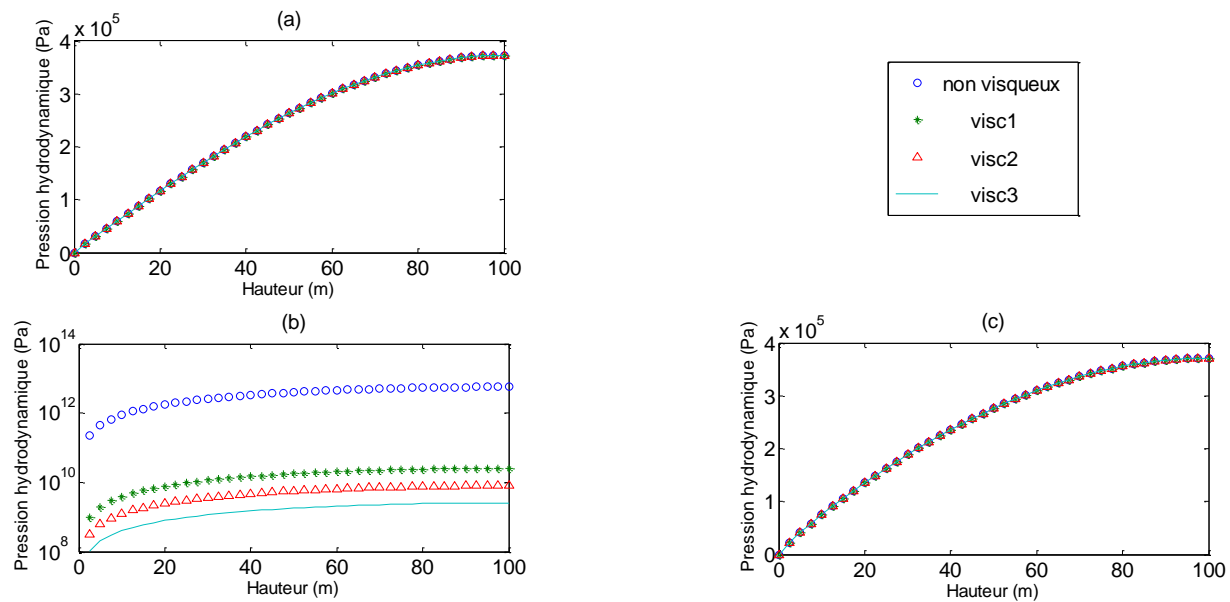 (a)
x 10^5
Pression hydrodynamique (Pa)
4
3
2
1
0
0 20 40 60 80 100
Hauteur (m)
non visqueux
visc1
visc2
visc3
(b)
Pression hydrodynamique (Pa)
10^14
10^12
10^10
10^8
0 20 40 60 80 100
Hauteur (m)
(c)
x 10^5
Pression hydrodynamique (Pa)
4
3
2
1
0
0 20 40 60 80 100
Hauteur (m)